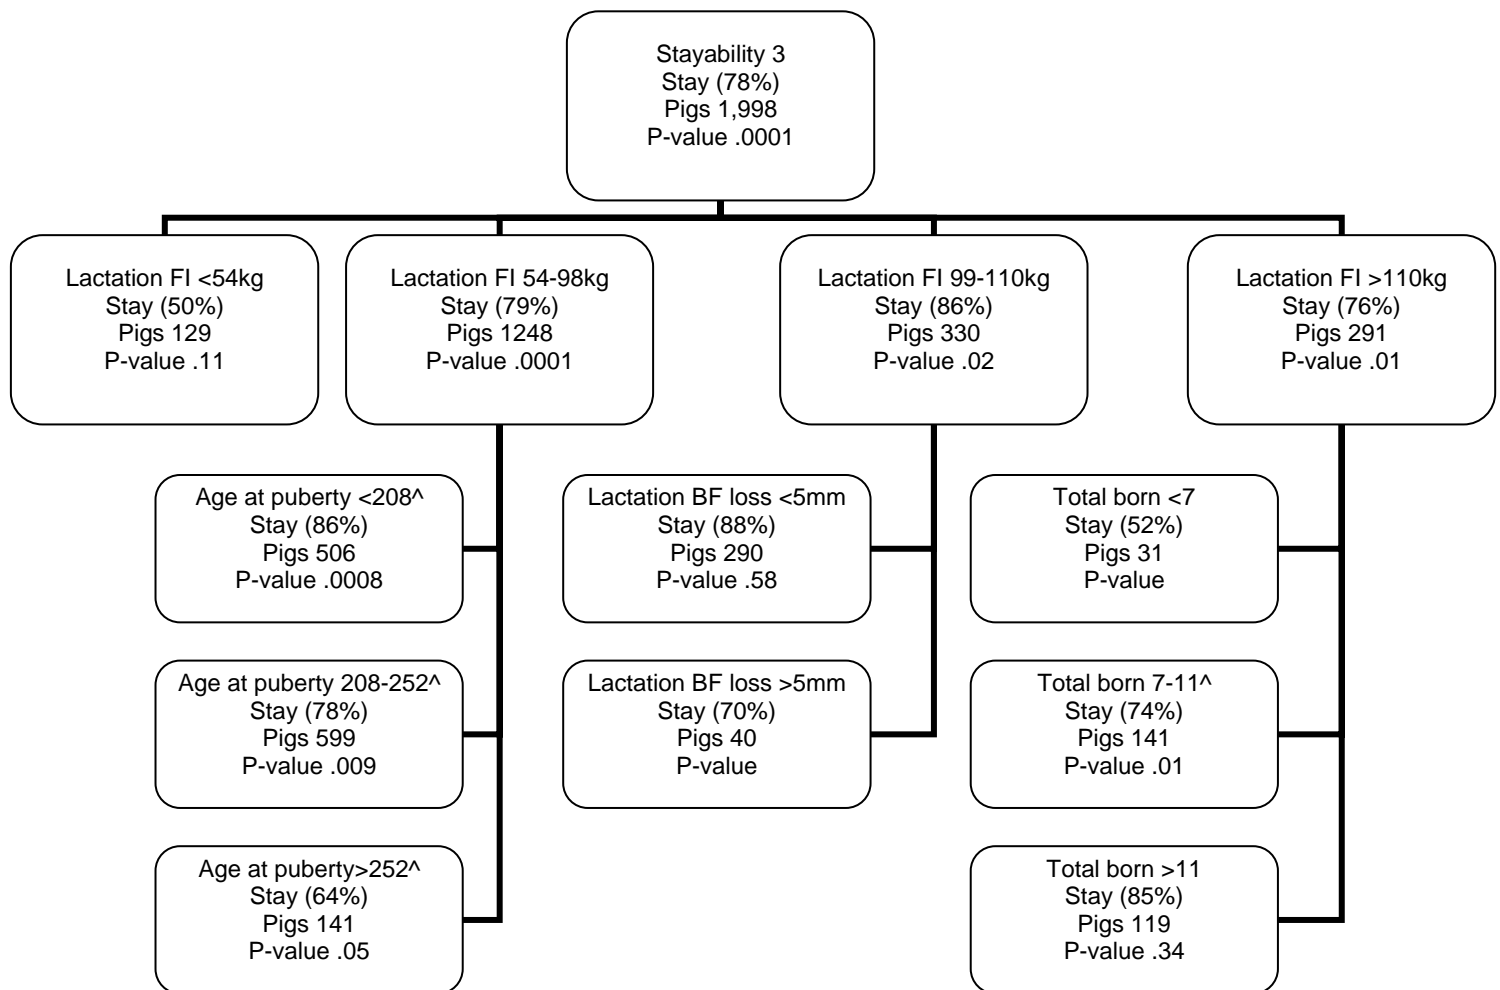 Stayability 3
Stay (78%)
Pigs 1,998
P-value .0001
Lactation FI <54kg
Stay (50%)
Pigs 129
P-value .11
Lactation FI 54-98kg
Stay (79%)
Pigs 1248
P-value .0001
Lactation FI 99-110kg
Stay (86%)
Pigs 330
P-value .02
Lactation FI >110kg
Stay (76%)
Pigs 291
P-value .01
Age at puberty <208^
Stay (86%)
Pigs 506
P-value .0008
Lactation BF loss <5mm
Stay (88%)
Pigs 290
P-value .58
Total born <7
Stay (52%)
Pigs 31
P-value
Age at puberty 208-252^
Stay (78%)
Pigs 599
P-value .009
Lactation BF loss >5mm
Stay (70%)
Pigs 40
P-value
Total born 7-11^
Stay (74%)
Pigs 141
P-value .01
Age at puberty>252^
Stay (64%)
Pigs 141
P-value .05
Total born >11
Stay (85%)
Pigs 119
P-value .34